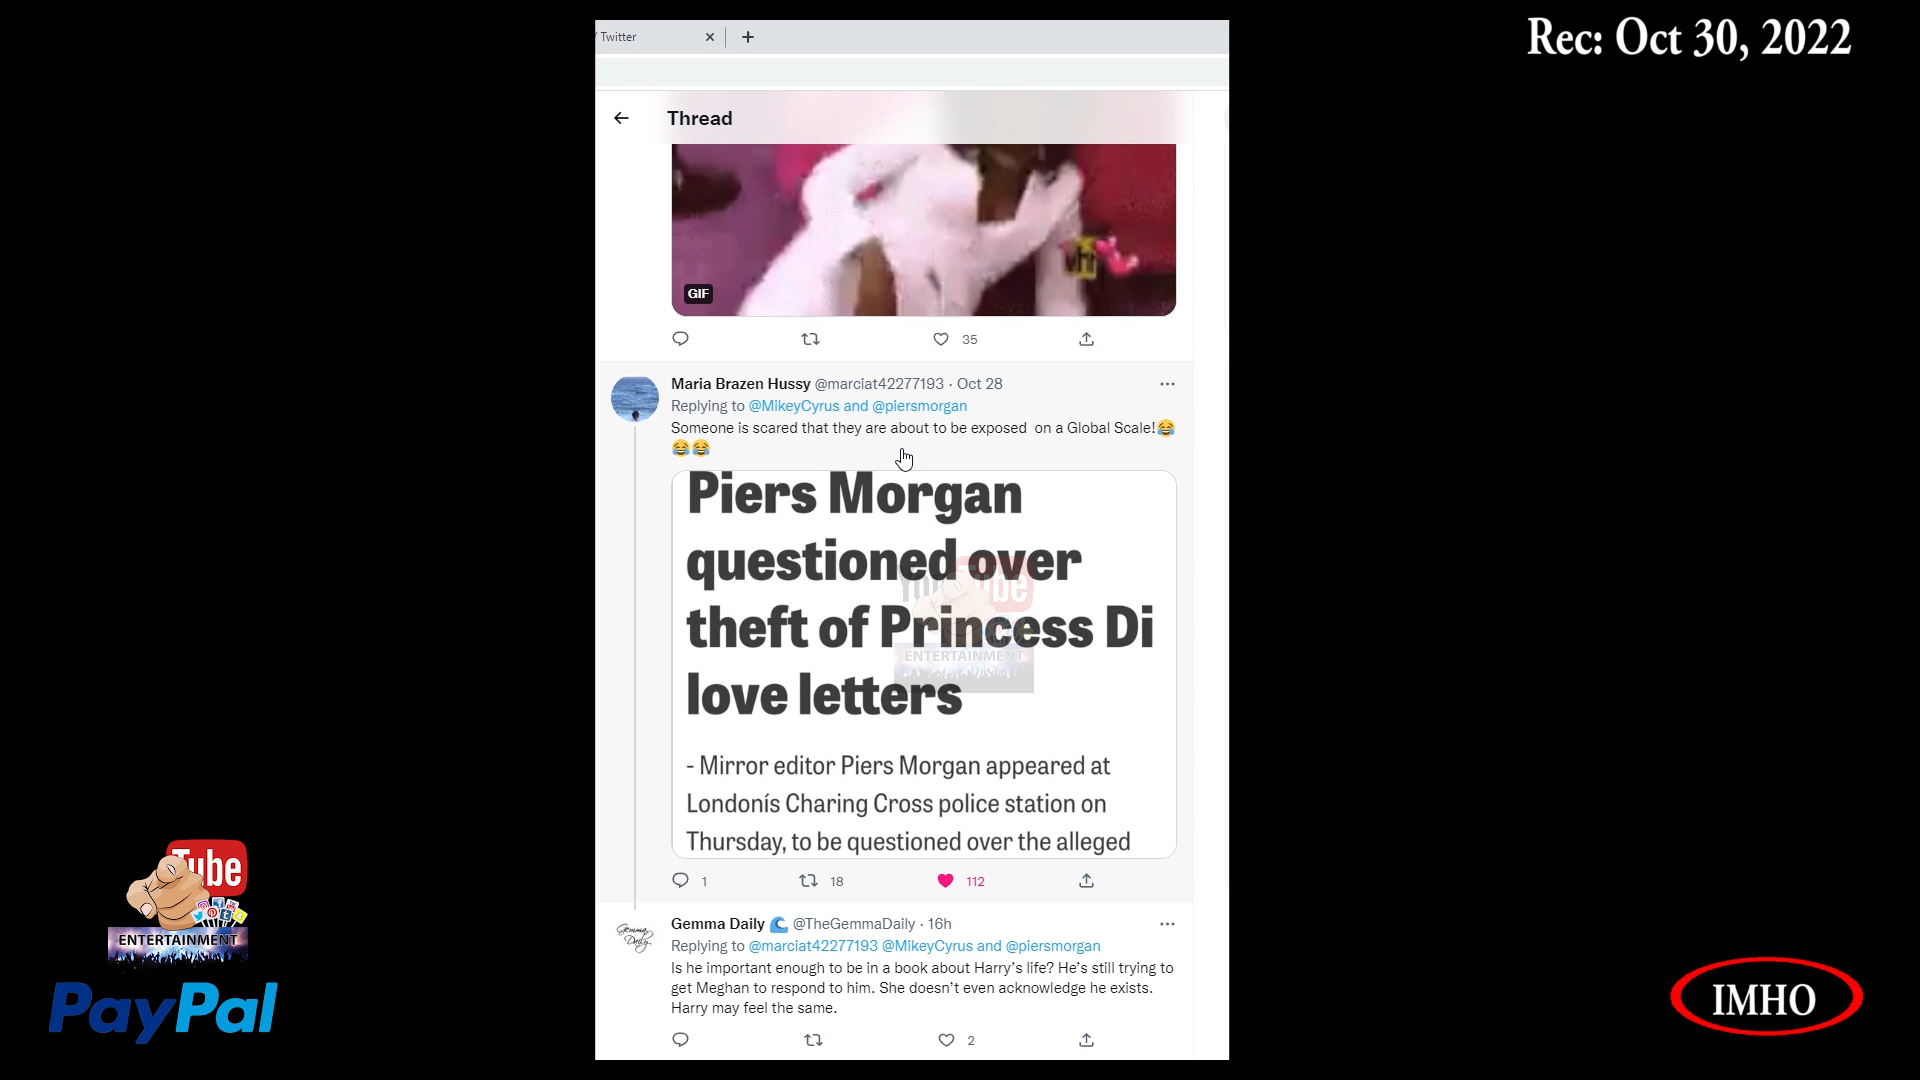 Rec: Oct 30, 2022
/ Twitter
Thread
GIF
35
Maria Brazen Hussy @marciat42277193 · Oct 28
Replying to @MikeyCyrus and @piersmorgan
Someone is scared that they are about to be exposed on a Global Scale!😂
😂😂
Piers Morgan
questioned over
theft of Princess Di
love letters
- Mirror editor Piers Morgan appeared at
Londonís Charing Cross police station on
Thursday, to be questioned over the alleged
YouTube
ENTERTAINMENT
1 18 112
Gemma Daily 🌊 @TheGemmaDaily · 16h
Replying to @marciat42277193 @MikeyCyrus and @piersmorgan
Is he important enough to be in a book about Harry's life? He's still trying to
get Meghan to respond to him. She doesn't even acknowledge he exists.
Harry may feel the same.
2
Tube
ENTERTAINMENT
PayPal
IMHO